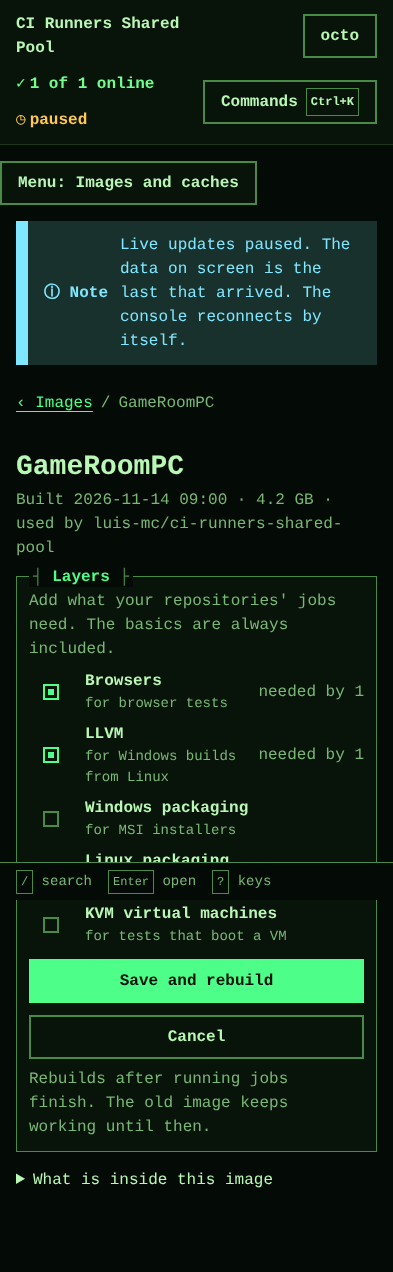 CI Runners Shared
Pool
octo
✓ 1 of 1 online
◷ paused
Commands Ctrl+K
Menu: Images and caches
ⓘ Note
Live updates paused. The
data on screen is the
last that arrived. The
console reconnects by
itself.
‹ Images / GameRoomPC
GameRoomPC
Built 2026-11-14 09:00 · 4.2 GB ·
used by luis-mc/ci-runners-shared-
pool
Layers
Add what your repositories' jobs
need. The basics are always
included.
Browsers
for browser tests
needed by 1
LLVM
for Windows builds
from Linux
needed by 1
Windows packaging
for MSI installers
Linux packaging
/ search Enter open ? keys
KVM virtual machines
for tests that boot a VM
Save and rebuild
Cancel
Rebuilds after running jobs
finish. The old image keeps
working until then.
▶ What is inside this image